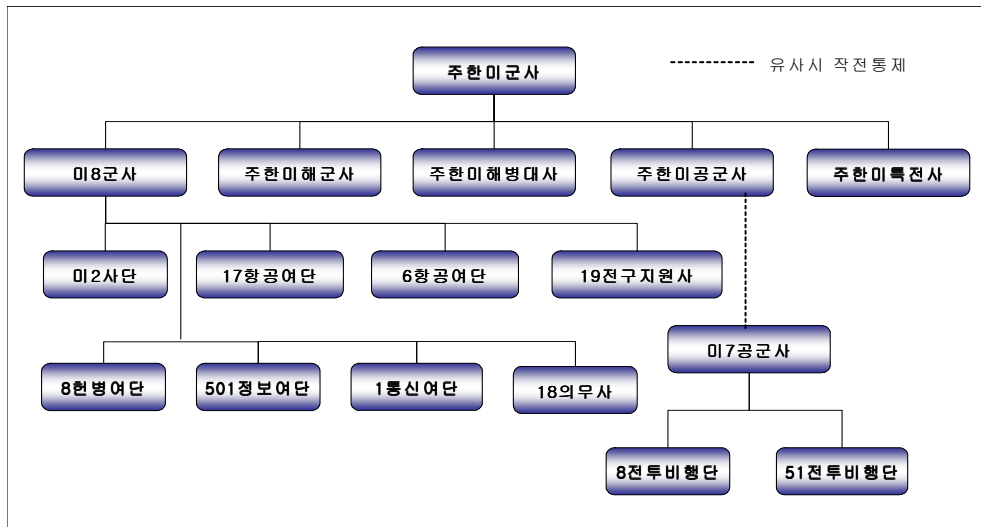 주한미군사
유사시 작전통제
미8군사
주한미해군사
주한미해병대사
주한미공군사
주한미특전사
미2사단
17항공여단
6항공여단
19전구지원사
미7공군사
8헌병여단
501정보여단
1통신여단
18의무사
8전투비행단
51전투비행단